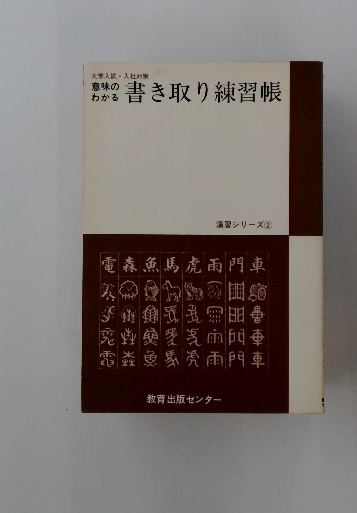 大学入試・入社対策
意味の
わかる
書き取り練習帳
演習シリーズ②
電森魚馬虎雨門車
教育出版センター